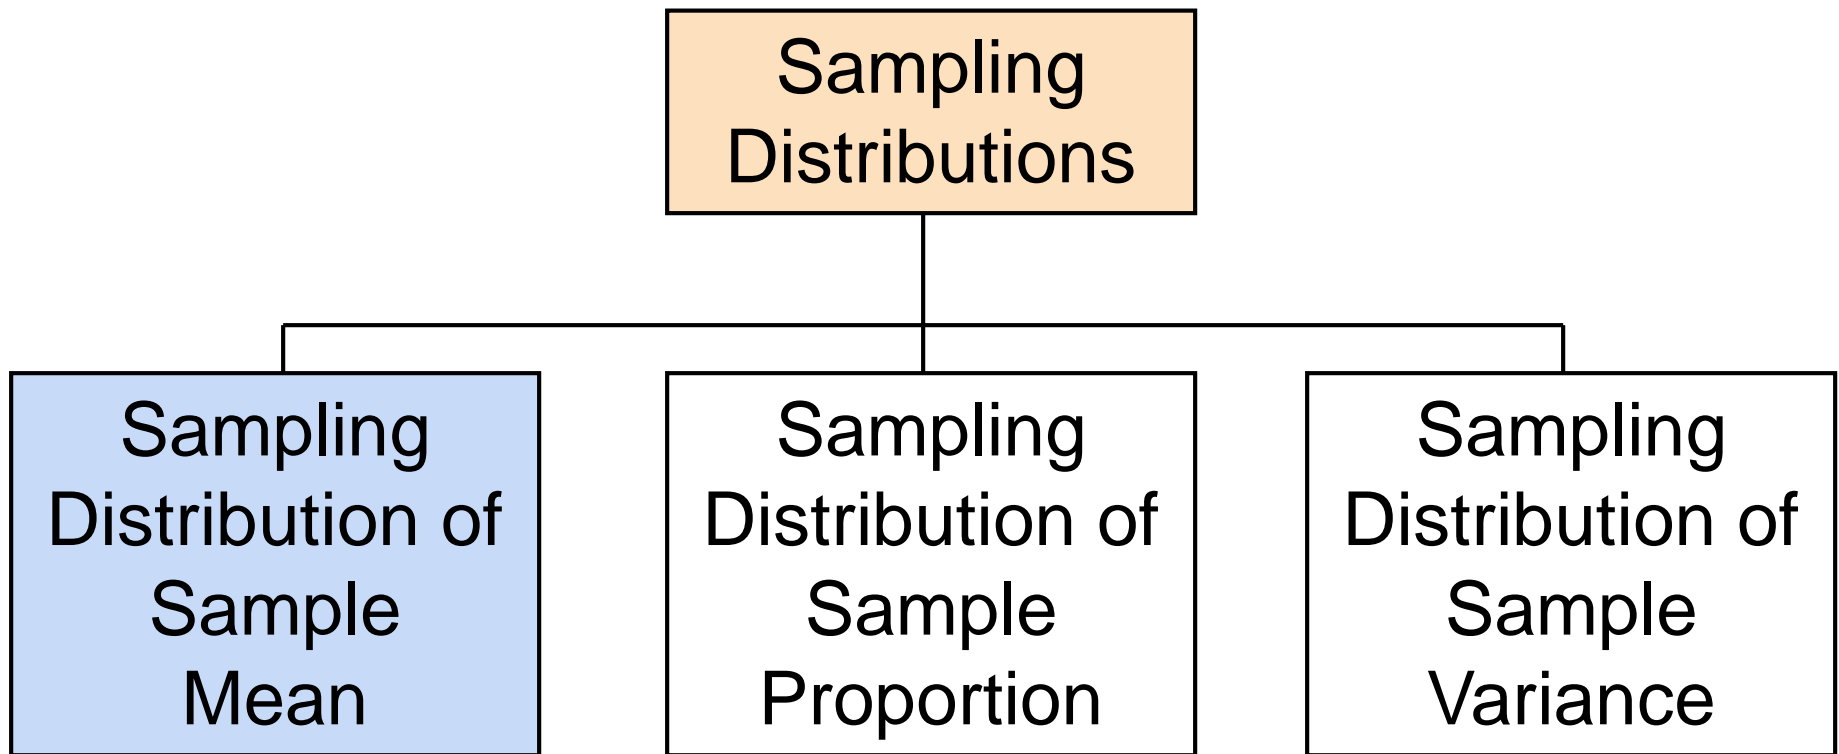 Sampling
Distributions
Sampling
Distribution of
Sample
Mean
Sampling
Distribution of
Sample
Proportion
Sampling
Distribution of
Sample
Variance